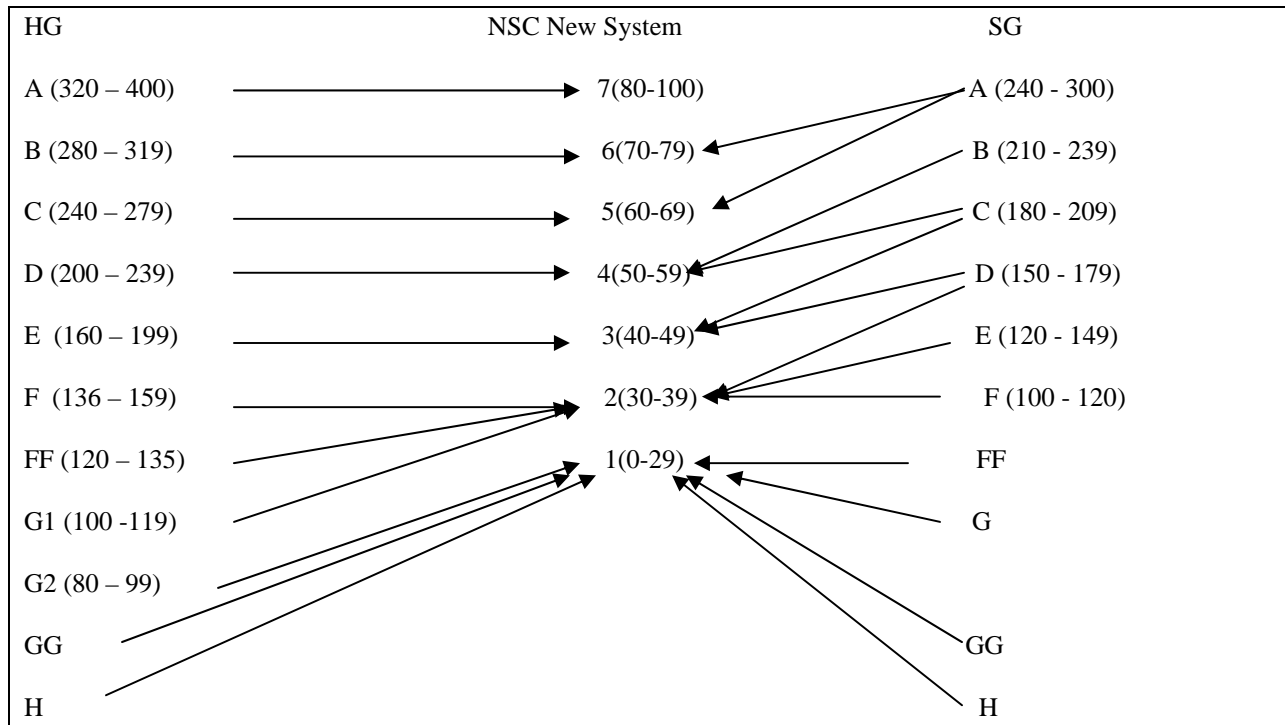 HG NSC New System SG
A (320 – 400) 7(80-100) A (240 - 300)
B (280 – 319) 6(70-79) B (210 - 239)
C (240 – 279) 5(60-69) C (180 - 209)
D (200 – 239) 4(50-59) D (150 - 179)
E (160 – 199) 3(40-49) E (120 - 149)
F (136 – 159) 2(30-39) F (100 - 120)
FF (120 – 135) 1(0-29) FF
G1 (100 -119) G
G2 (80 – 99)
GG GG
H H